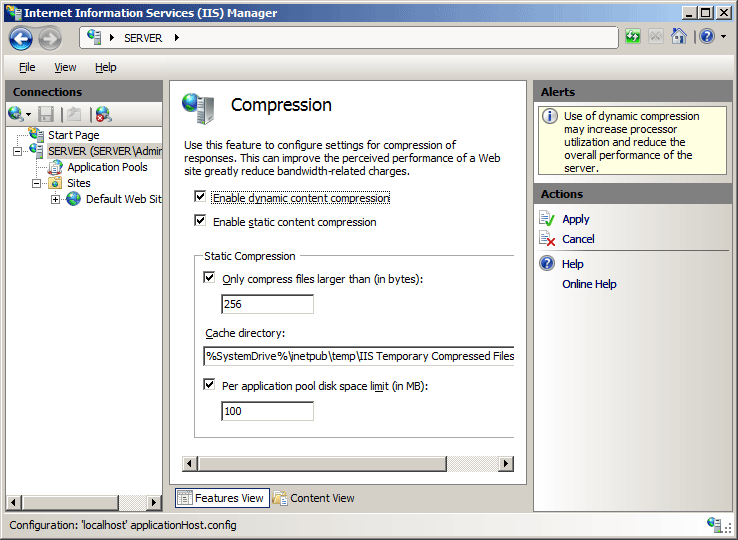 Internet Information Services (IIS) Manager
SERVER
File View Help
Connections
Start Page
SERVER (SERVER\Admir
Application Pools
Sites
Default Web Sit
Compression
Use this feature to configure settings for compression of
responses. This can improve the perceived performance of a Web
site greatly reduce bandwidth-related charges.
Enable dynamic content compression
Enable static content compression
Static Compression
Only compress files larger than (in bytes):
256
Cache directory:
%SystemDrive%\inetpub\temp\IIS Temporary Compressed Files
Per application pool disk space limit (in MB):
100
Features View
Content View
Alerts
Use of dynamic compression
may increase processor
utilization and reduce the
overall performance of the
server.
Actions
Apply
Cancel
Help
Online Help
Configuration: 'localhost' applicationHost.config